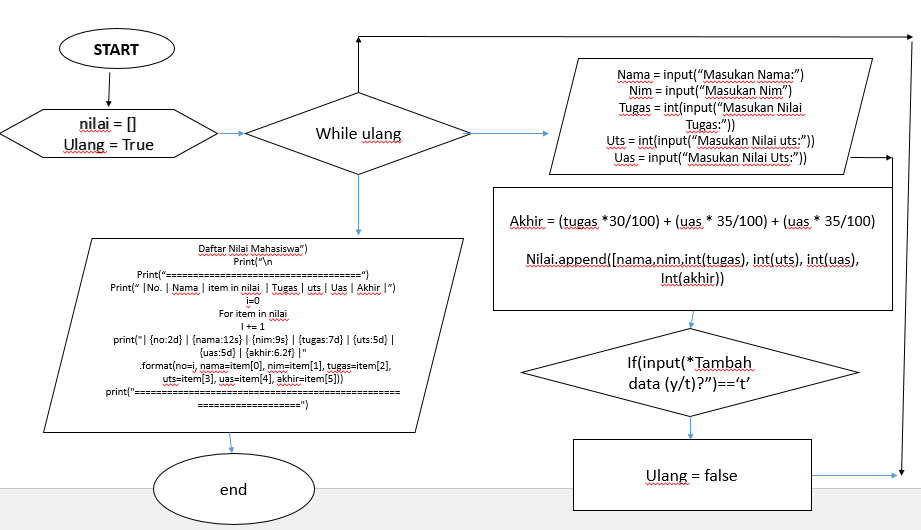 START
nilai = []
Ulang = True
While ulang
Nama = input(“Masukan Nama:”)
Nim = input(“Masukan Nim”)
Tugas = int(input(“Masukan Nilai
Tugas:”))
Uts = int(input(“Masukan Nilai uts:”))
Uas = input(“Masukan Nilai Uts:”))
Akhir = (tugas *30/100) + (uas * 35/100) + (uas * 35/100)
Nilai.append([nama,nim,int(tugas), int(uts), int(uas),
Int(akhir))
If(input(*Tambah
data (y/t)?”)==‘t’
Ulang = false
Daftar Nilai Mahasiswa”)
Print(“\n
Print(“====================================“)
Print(“ |No. | Nama | item in nilai | Tugas | uts | Uas | Akhir |”)
i=0
For item in nilai
I += 1
print("| {no:2d} | {nama:12s} | {nim:9s} | {tugas:7d} | {uts:5d} |
{uas:5d} | {akhir:6.2f} |"
.format(no=i, nama=item[0], nim=item[1], tugas=item[2],
uts=item[3], uas=item[4], akhir=item[5]))
print("=================================================
===================")
end